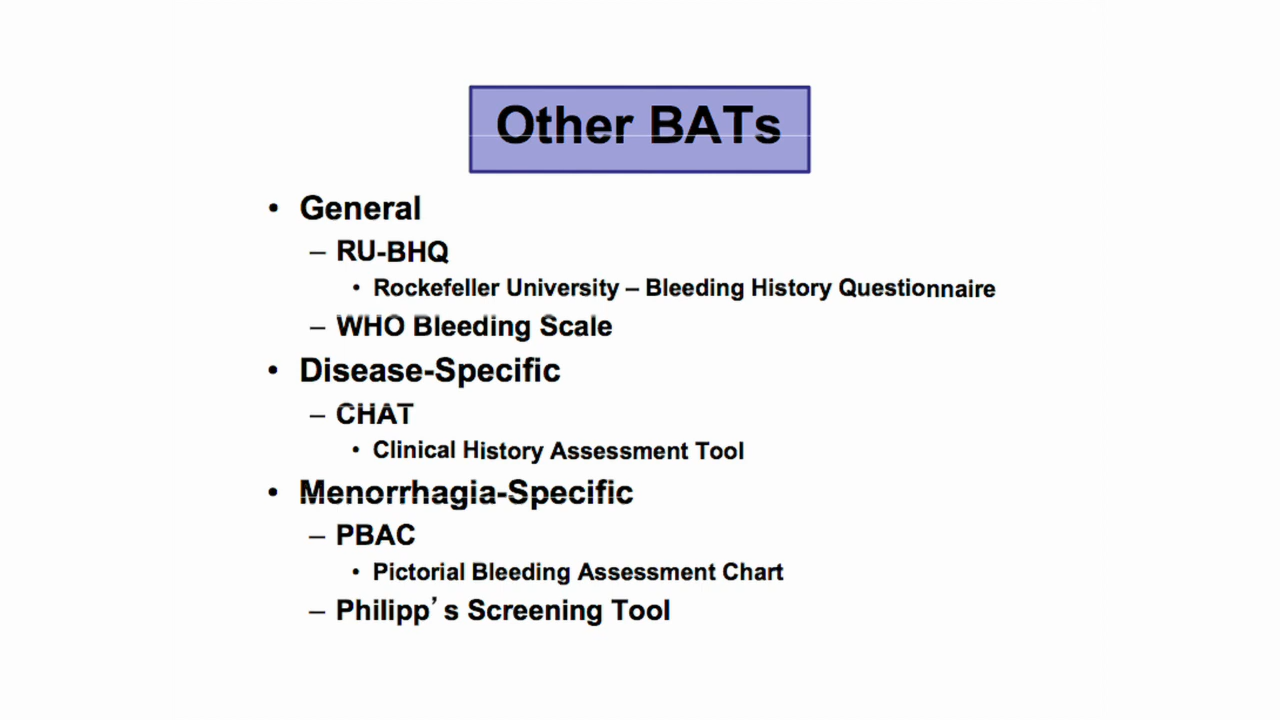 Other BATs
• General
– RU-BHQ
• Rockefeller University – Bleeding History Questionnaire
– WHO Bleeding Scale
• Disease-Specific
– CHAT
• Clinical History Assessment Tool
• Menorrhagia-Specific
– PBAC
• Pictorial Bleeding Assessment Chart
– Philipp’s Screening Tool